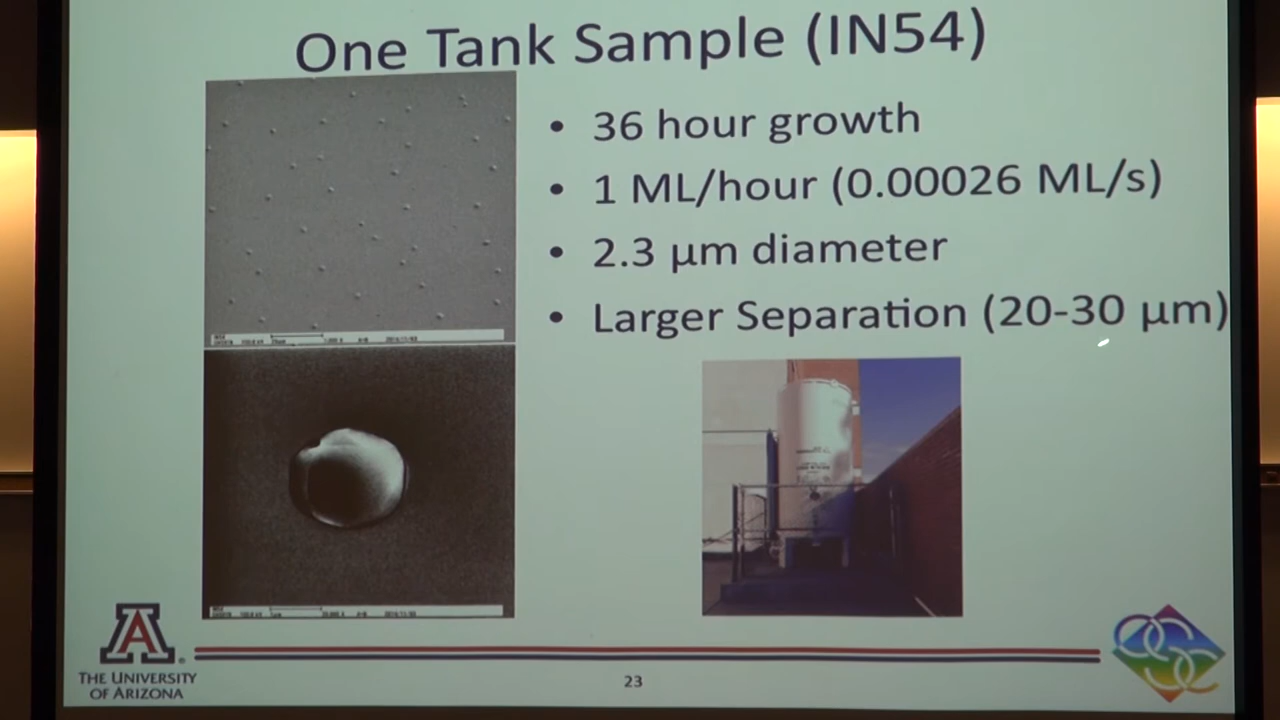 One Tank Sample (IN54)
• 36 hour growth
• 1 ML/hour (0.00026 ML/s)
• 2.3 μm diameter
• Larger Separation (20-30 μm)
A
THE UNIVERSITY
OF ARIZONA
23